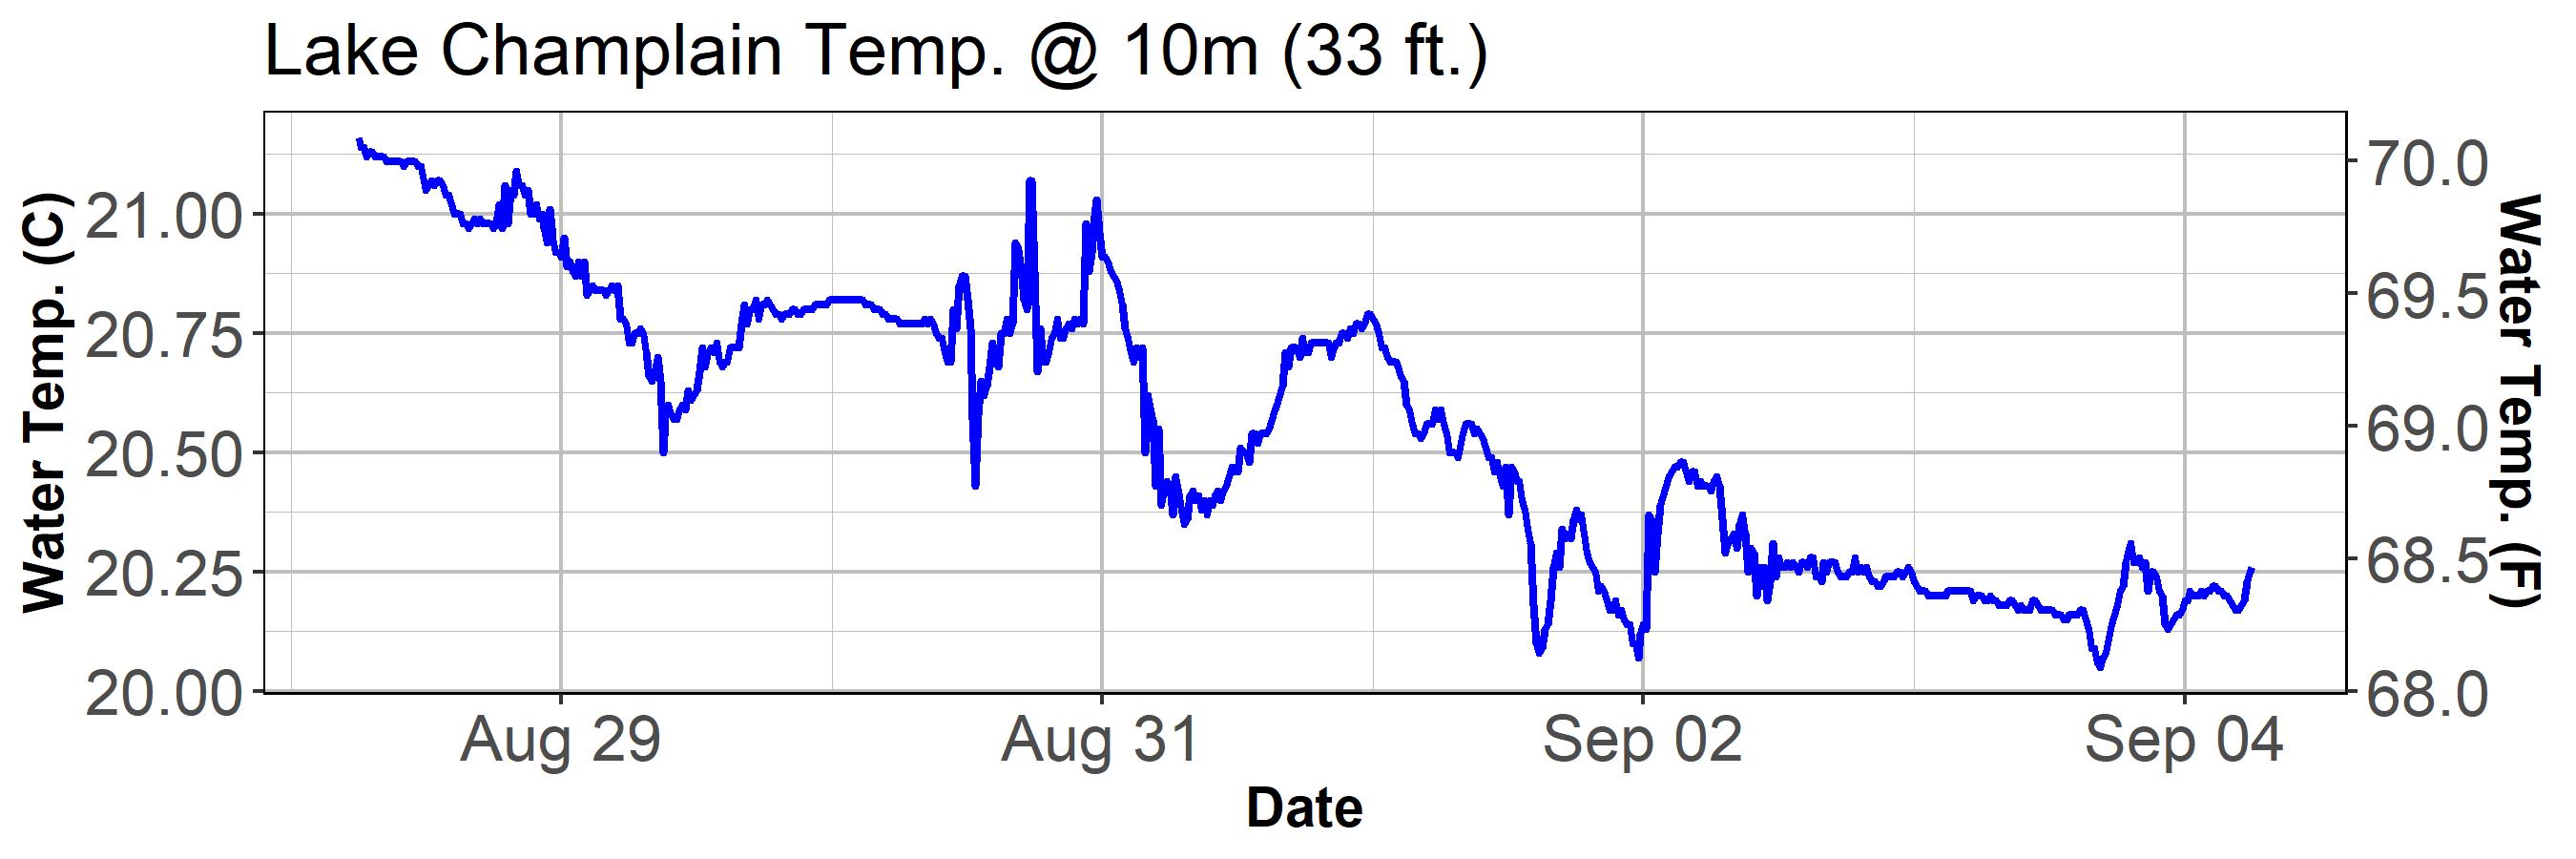 Lake Champlain Temp. @ 10m (33 ft.)
Water Temp. (C)
21.00
20.75
20.50
20.25
20.00
70.0
69.5
69.0
68.5
68.0
Water Temp. (F)
Aug 29
Aug 31
Sep 02
Sep 04
Date